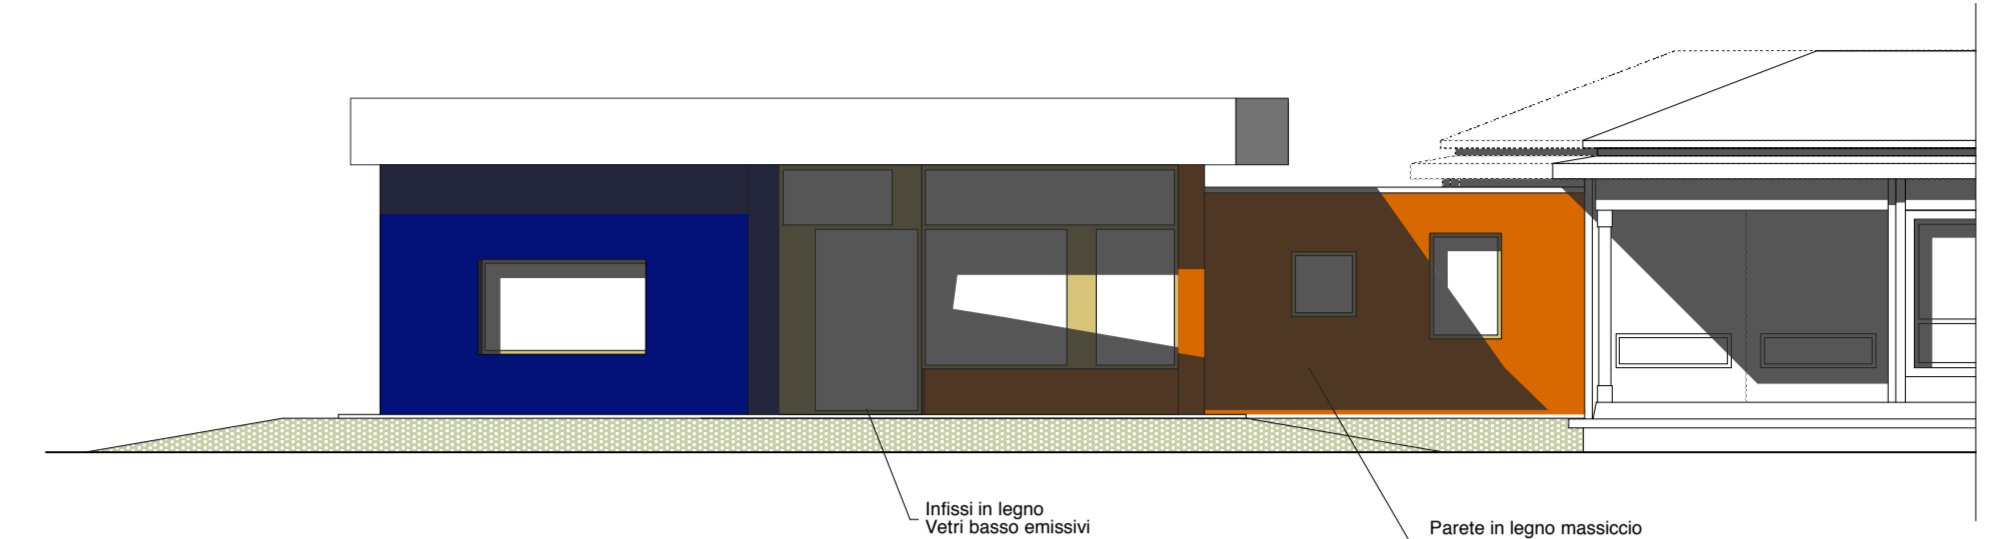 Infissi in legno
Vetri basso emissivi
Parete in legno massiccio